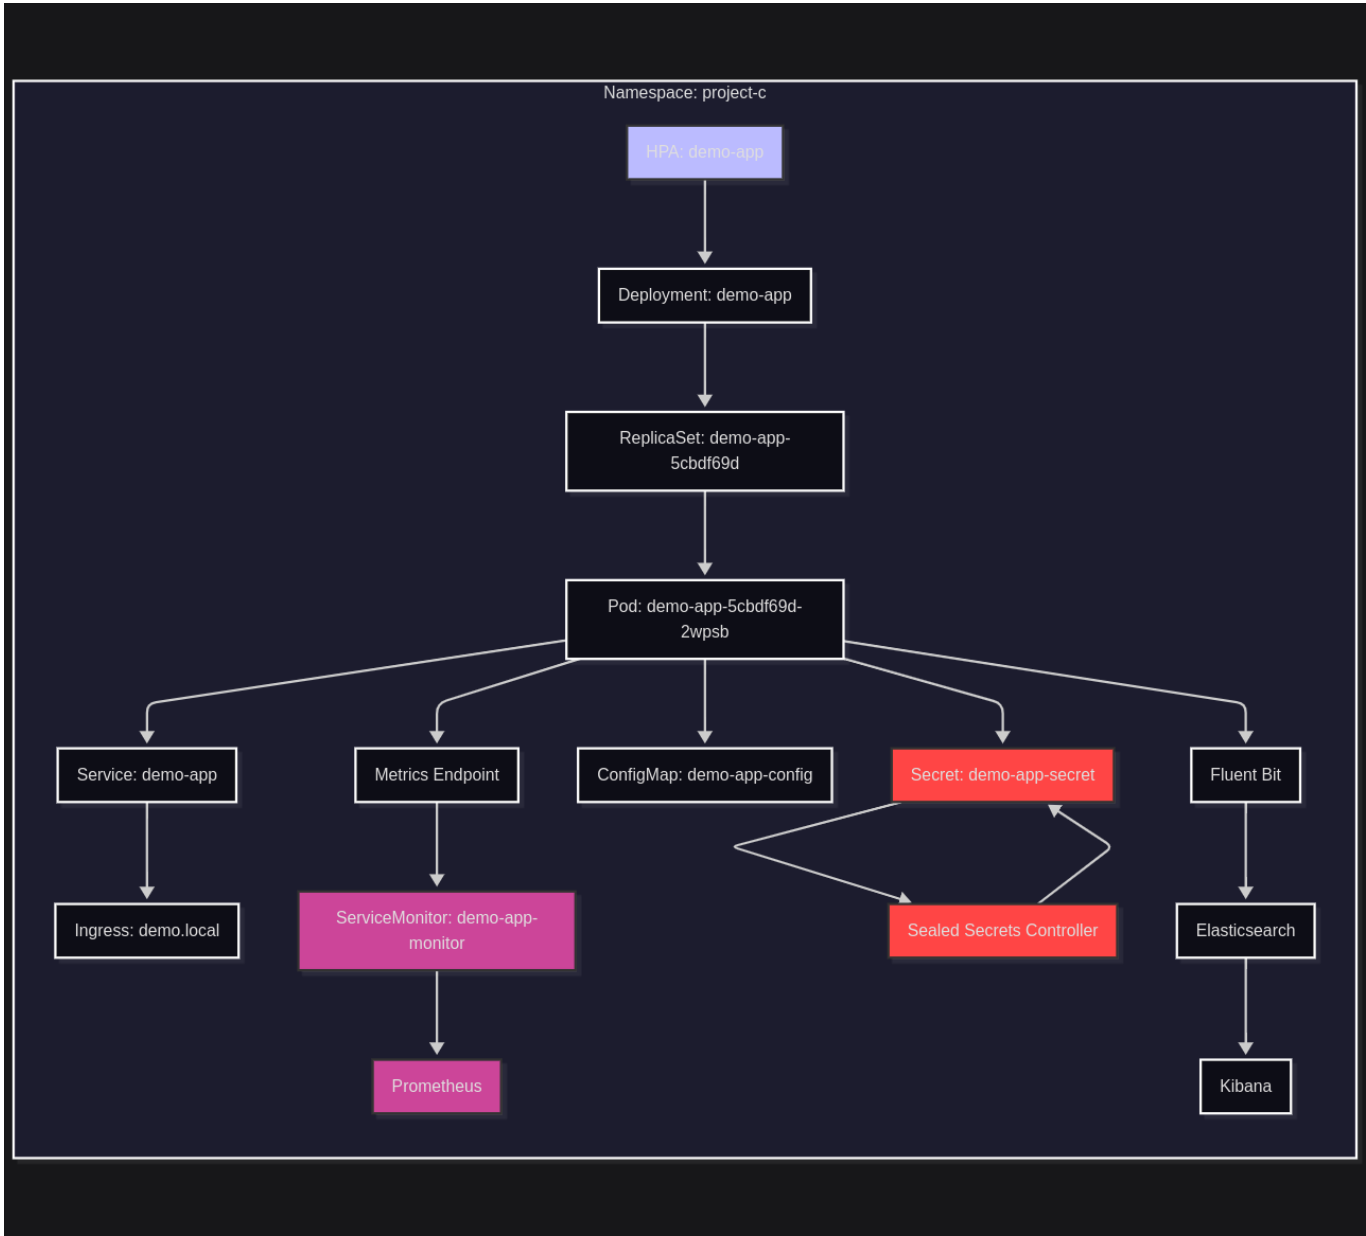 Namespace: project-c
HPA: demo-app
Deployment: demo-app
ReplicaSet: demo-app-
5cbdf69d
Pod: demo-app-5cbdf69d-
2wpsb
Service: demo-app
Metrics Endpoint
ConfigMap: demo-app-config
Secret: demo-app-secret
Fluent Bit
Ingress: demo.local
ServiceMonitor: demo-app-
monitor
Sealed Secrets Controller
Elasticsearch
Prometheus
Kibana